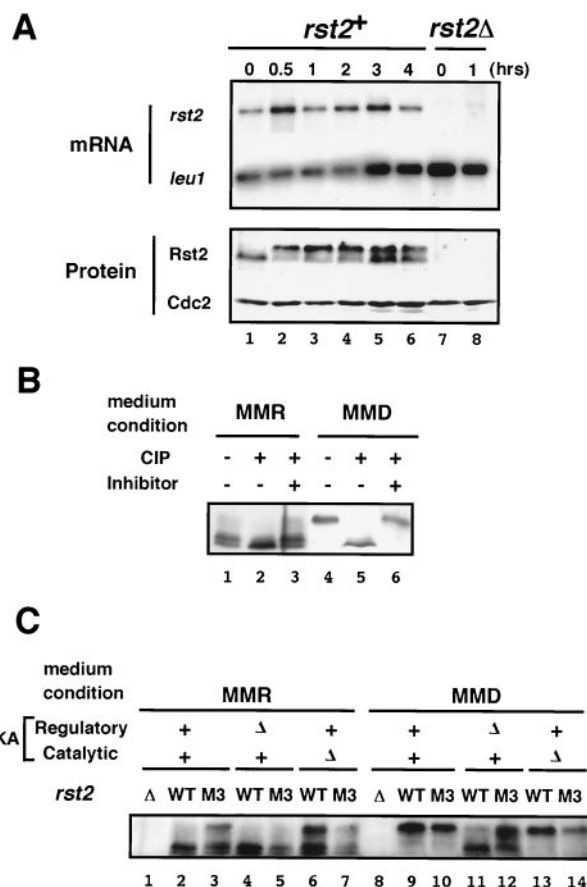 A
rst2+ rst2Δ
0 0.5 1 2 3 4 0 1 (hrs)
rst2
mRNA
leu1
Rst2
Protein
Cdc2
1 2 3 4 5 6 7 8
B
medium condition
MMR MMD
CIP - + + - + +
Inhibitor - - + - - +
1 2 3 4 5 6
C
medium condition
MMR MMD
KA
Regulatory + Δ + + Δ +
Catalytic + + Δ + + Δ
rst2 Δ WT M3 WT M3 WT M3 Δ WT M3 WT M3 WT M3
1 2 3 4 5 6 7 8 9 10 11 12 13 14